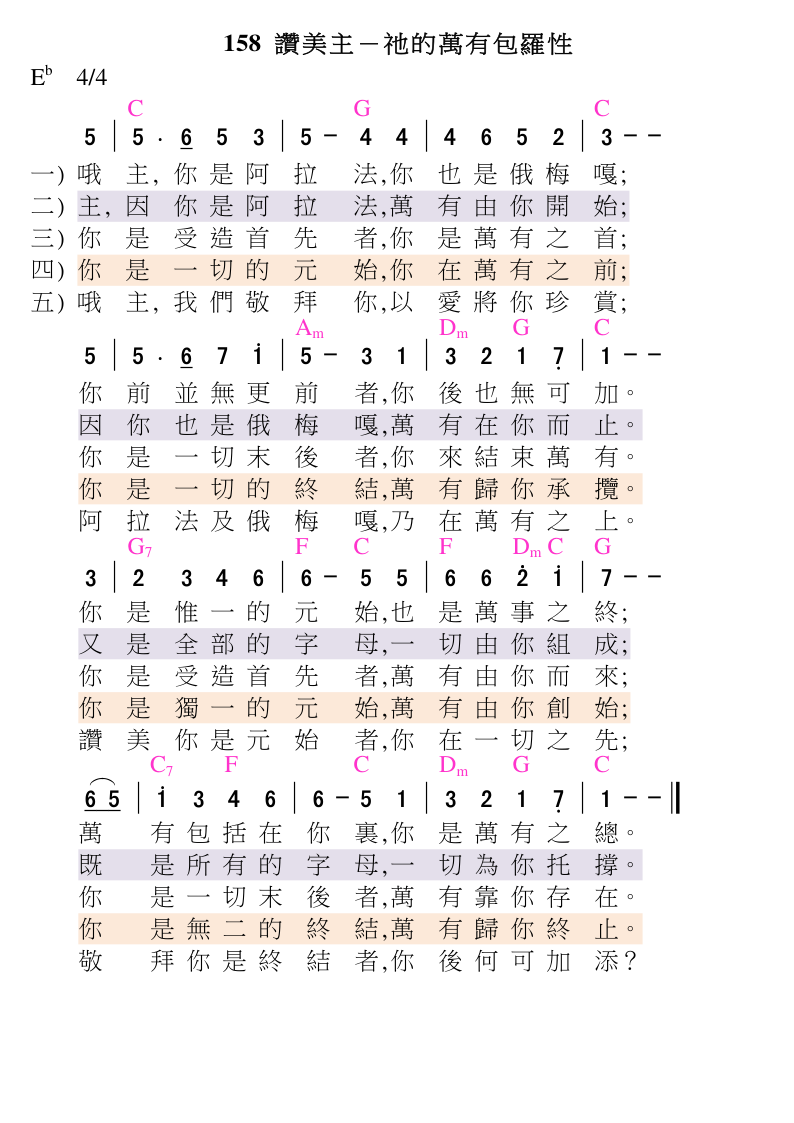 158 讚美主－祂的萬有包羅性
E♭ 4/4
C G C
5 | 5 · 6 5 3 | 5 － 4 4 | 4 6 5 2 | 3 － －
一) 哦 主, 你 是 阿 拉 法,你 也 是 俄 梅 嘎;
二) 主, 因 你 是 阿 拉 法,萬 有 由 你 開 始;
三) 你 是 受 造 首 先 者,你 是 萬 有 之 首;
四) 你 是 一 切 的 元 始,你 在 萬 有 之 前;
五) 哦 主, 我 們 敬 拜 你,以 愛 將 你 珍 賞;
Am Dm G C
5 | 5 · 6 7 i | 5 － 3 1 | 3 2 1 7̣ | 1 － －
你 前 並 無 更 前 者,你 後 也 無 可 加。
因 你 也 是 俄 梅 嘎,萬 有 在 你 而 止。
你 是 一 切 末 後 者,你 來 結 束 萬 有。
你 是 一 切 的 終 結,萬 有 歸 你 承 攬。
阿 拉 法 及 俄 梅 嘎,乃 在 萬 有 之 上。
G7 F C F Dm C G
3 | 2 3 4 6 | 6 － 5 5 | 6 6 2̇ i | 7 － －
你 是 惟 一 的 元 始,也 是 萬 事 之 終;
又 是 全 部 的 字 母,一 切 由 你 組 成;
你 是 受 造 首 先 者,萬 有 由 你 而 來;
你 是 獨 一 的 元 始,萬 有 由 你 創 始;
讚 美 你 是 元 始 者,你 在 一 切 之 先;
C7 F C Dm G C
6 5 | i 3 4 6 | 6 － 5 1 | 3 2 1 7̣ | 1 － － ‖
萬 有 包 括 在 你 裏,你 是 萬 有 之 總。
既 是 所 有 的 字 母,一 切 為 你 托 撐。
你 是 一 切 末 後 者,萬 有 靠 你 存 在。
你 是 無 二 的 終 結,萬 有 歸 你 終 止。
敬 拜 你 是 終 結 者,你 後 何 可 加 添？